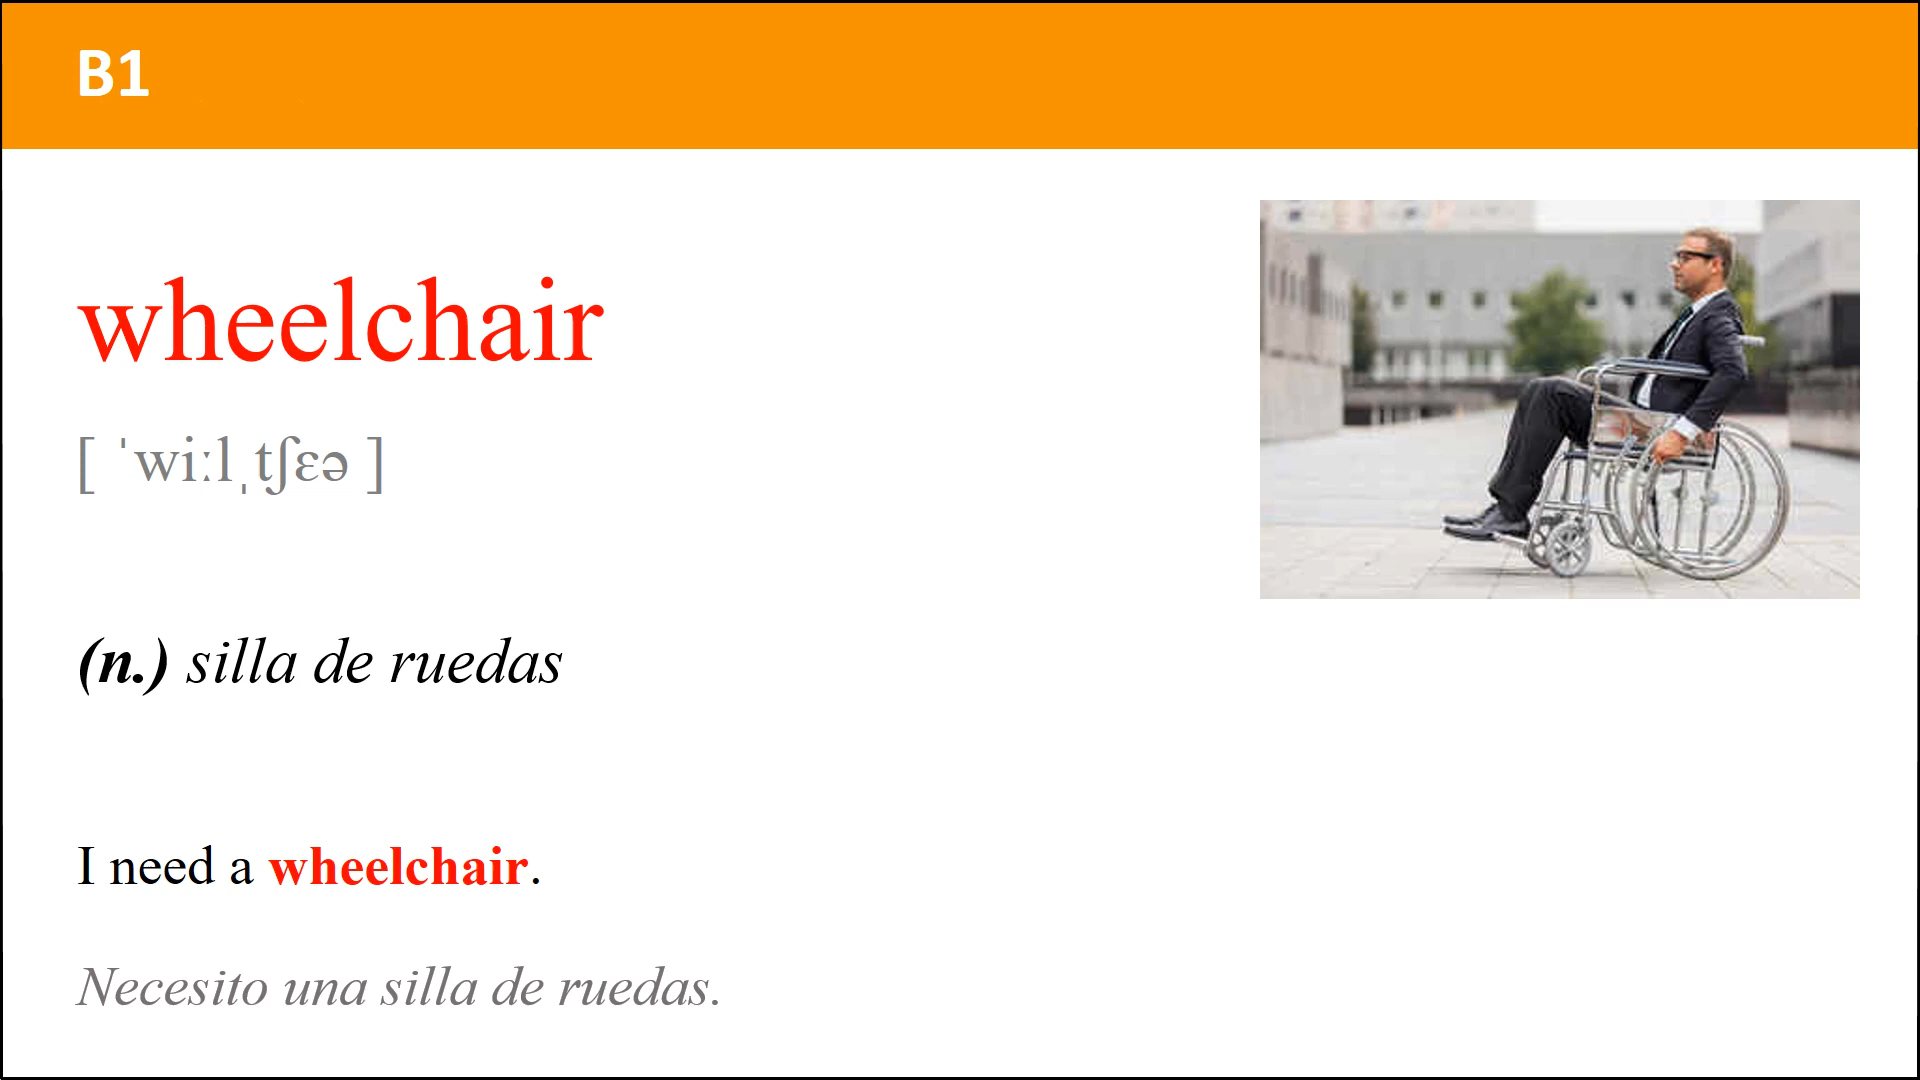 B1
wheelchair
[ ˈwiːlˌtʃɛə ]
(n.) silla de ruedas
I need a wheelchair.
Necesito una silla de ruedas.